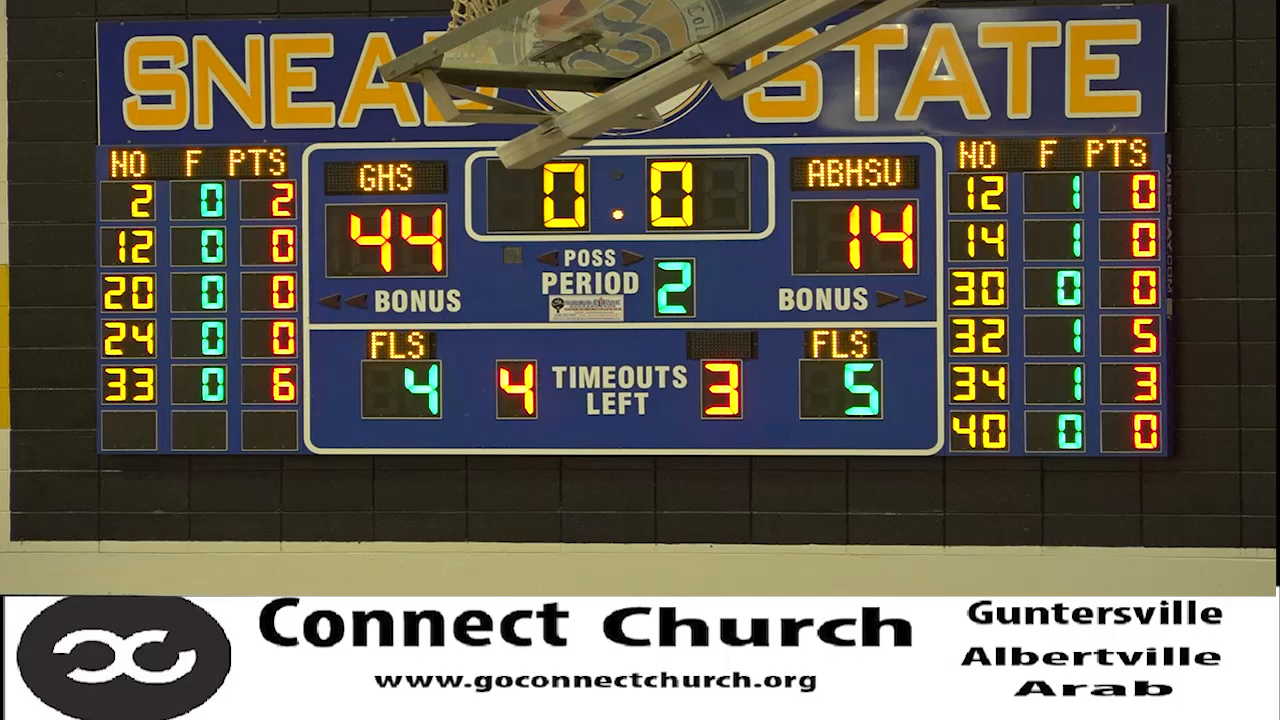 SNEAD STATE
NO F PTS
2 0 2
12 0 0
20 0 0
24 0 0
33 0 6
GHS
44
0.0
ABHSU
14
POSS
PERIOD 2
BONUS
BONUS
FLS
4
4 TIMEOUTS LEFT 3
FLS
5
NO F PTS
12 1 0
14 1 0
30 0 0
32 1 5
34 1 3
40 0 0
FAIR-PLAY.COM
Connect Church
www.goconnectchurch.org
Guntersville
Albertville
Arab